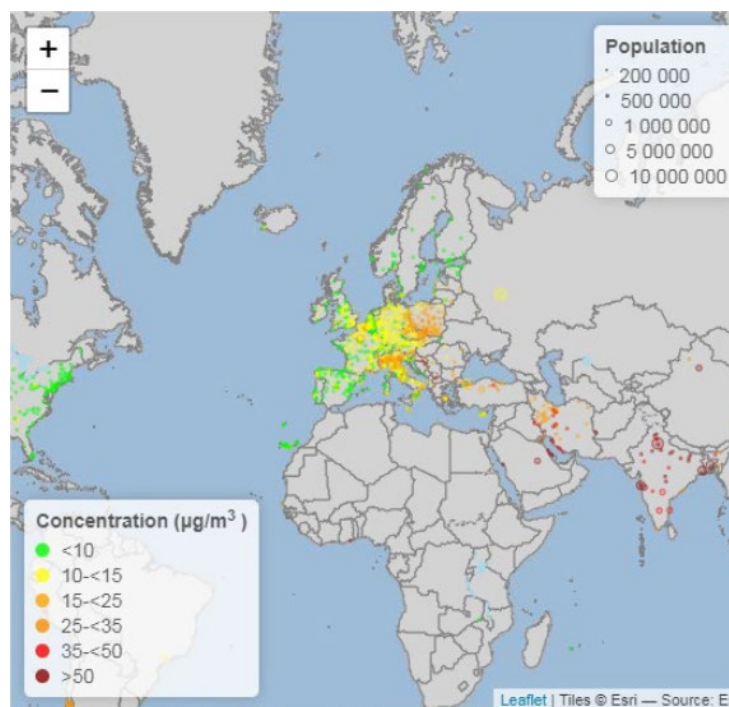 +
−
Population
200 000
500 000
1 000 000
5 000 000
10 000 000
Concentration (µg/m³ )
<10
10-<15
15-<25
25-<35
35-<50
>50
Leaflet | Tiles © Esri — Source: E